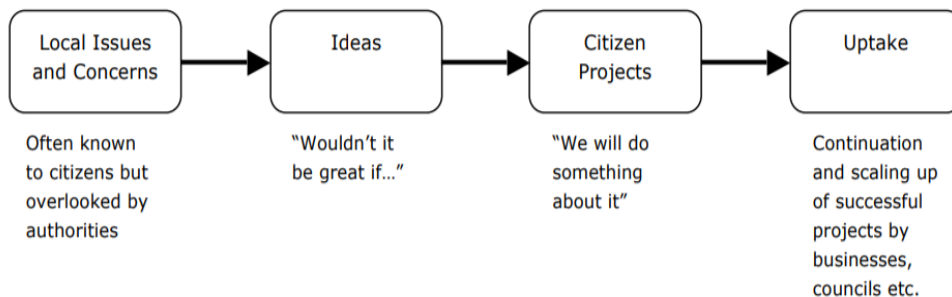 Local Issues
and Concerns
Ideas
Citizen
Projects
Uptake
Often known
to citizens but
overlooked by
authorities
“Wouldn’t it
be great if...”
“We will do
something
about it”
Continuation
and scaling up
of successful
projects by
businesses,
councils etc.